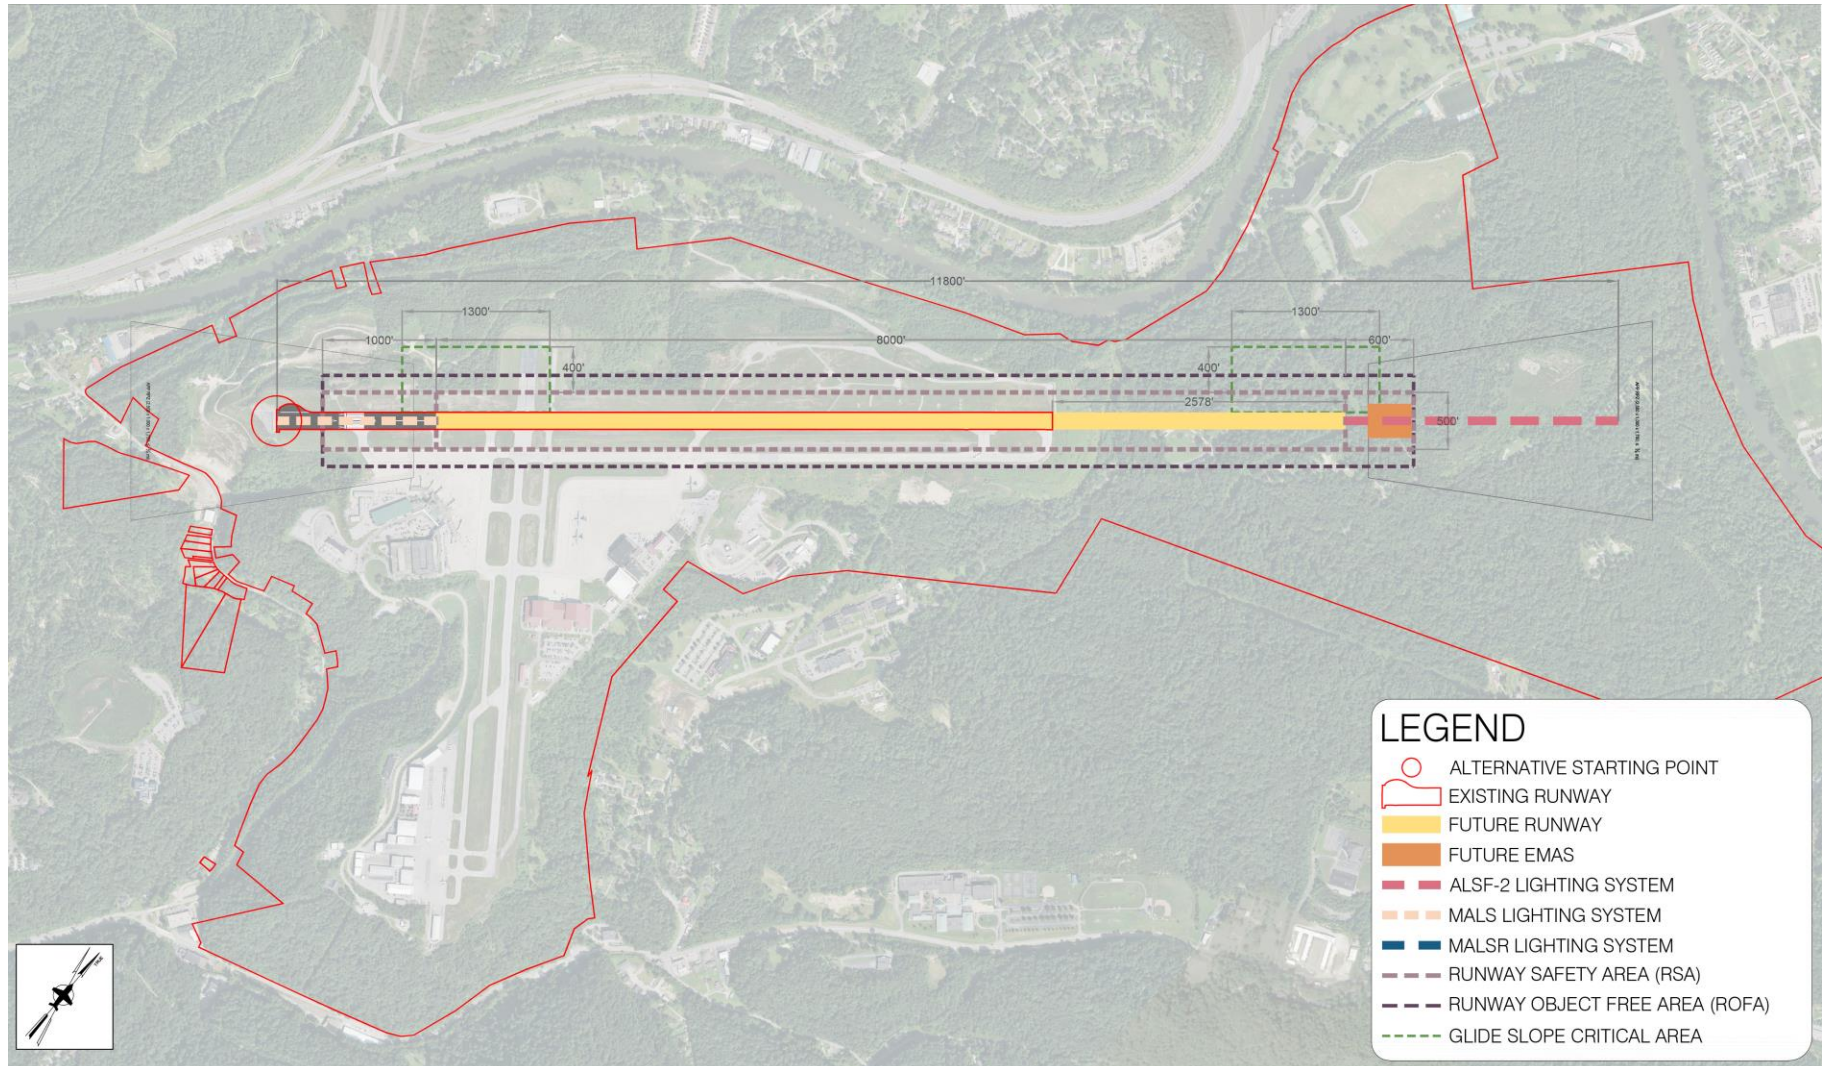 11800'
1300'
1300'
1000'
8000'
600'
400'
400'
2578'
500'
LEGEND
ALTERNATIVE STARTING POINT
EXISTING RUNWAY
FUTURE RUNWAY
FUTURE EMAS
ALSF-2 LIGHTING SYSTEM
MALS LIGHTING SYSTEM
MALSR LIGHTING SYSTEM
RUNWAY SAFETY AREA (RSA)
RUNWAY OBJECT FREE AREA (ROFA)
GLIDE SLOPE CRITICAL AREA